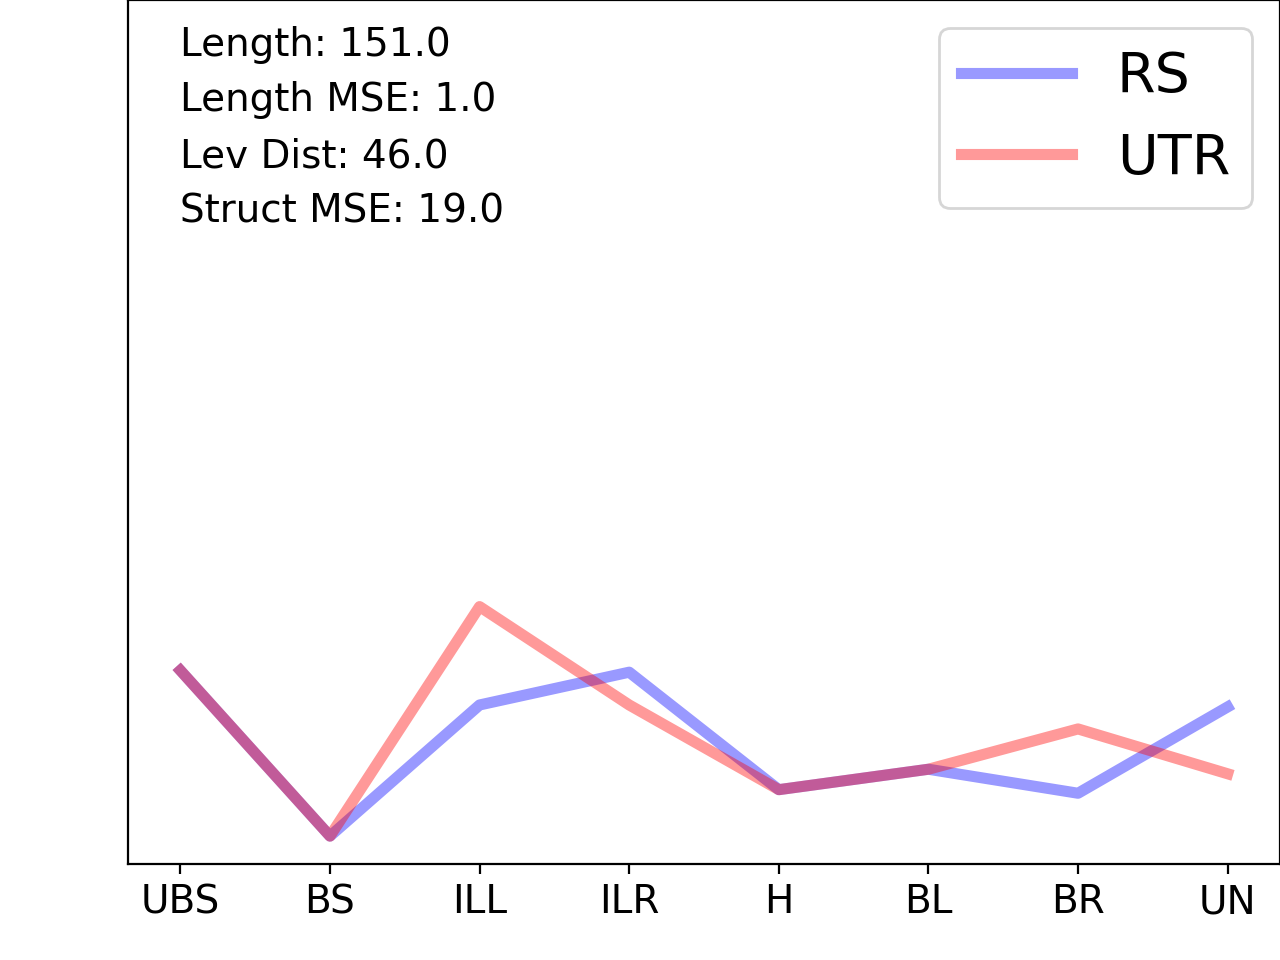 Length: 151.0
Length MSE: 1.0
Lev Dist: 46.0
Struct MSE: 19.0
RS
UTR
UBS BS ILL ILR H BL BR UN